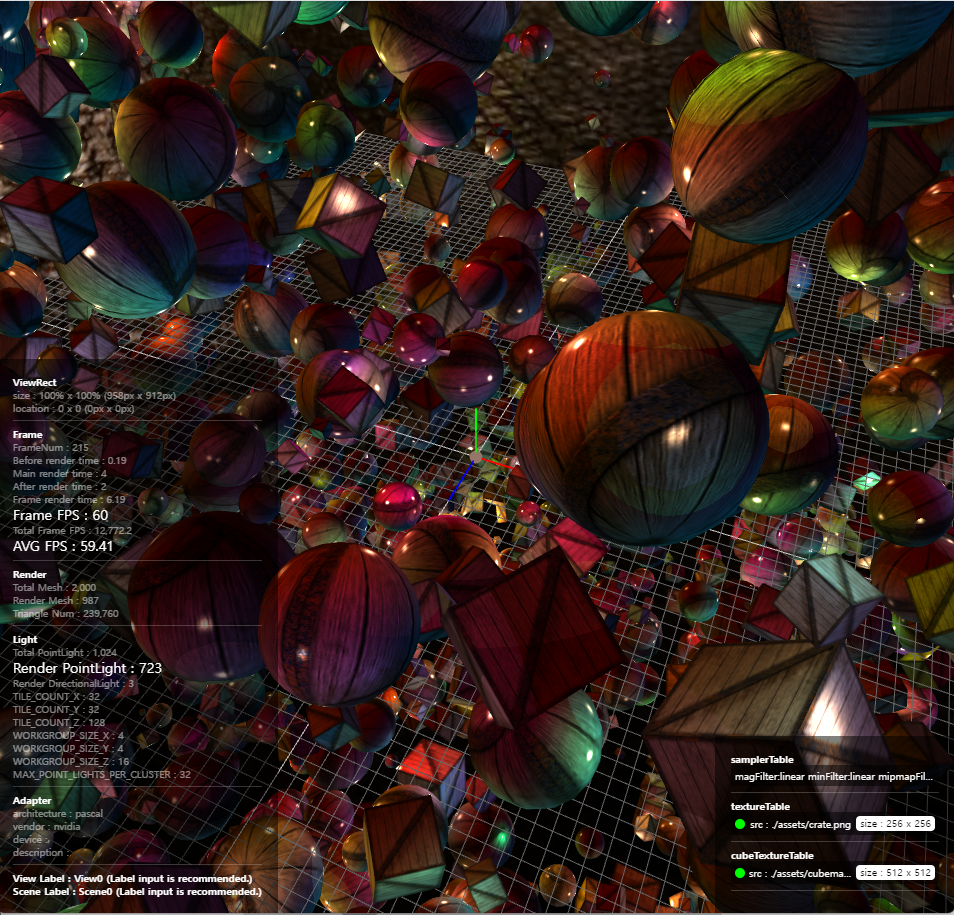 ViewRect
size : 100% x 100% (958px x 912px)
location : 0 x 0 (0px x 0px)
Frame
FrameNum : 215
Before render time : 0.19
Main render time : 4
After render time : 2
Frame render time : 6.19
Frame FPS : 60
Total Frame FPS : 12,772.2
AVG FPS : 59.41
Render
Total Mesh : 2,000
Render Mesh : 987
Triangle Num : 239,760
Light
Total PointLight : 1,024
Render PointLight : 723
Render DirectionalLight : 3
TILE_COUNT_X : 32
TILE_COUNT_Y : 32
TILE_COUNT_Z : 128
WORKGROUP_SIZE_X : 4
WORKGROUP_SIZE_Y : 4
WORKGROUP_SIZE_Z : 16
MAX_POINT_LIGHTS_PER_CLUSTER : 32
Adapter
architecture : pascal
vendor : nvidia
device :
description :
View Label : View0 (Label input is recommended.)
Scene Label : Scene0 (Label input is recommended.)
samplerTable
magFilter:linear minFilter:linear mipmapFil...
textureTable
src : ./assets/crate.png size : 256 x 256
cubeTextureTable
src : ./assets/cubema... size : 512 x 512